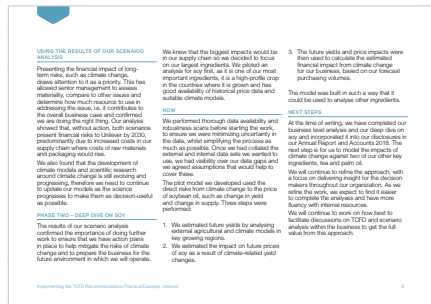 USING THE RESULTS OF OUR SCENARIO
ANALYSIS
Presenting the financial impact of long-
term risks, such as climate change,
draws attention to it as a priority. This has
allowed senior management to assess
materiality, compare to other issues and
determine how much resource to use in
addressing the issue, i.e. it contributes to
the overall business case and confirmed
we are doing the right thing. Our analysis
showed that, without action, both scenarios
present financial risks to Unilever by 2030,
predominantly due to increased costs in our
supply chain where costs of raw materials
and packaging would rise.
We also found that the development of
climate models and scientific research
around climate change is still evolving and
progressing, therefore we need to continue
to update our models as the science
progresses to make them as decision-useful
as possible.
PHASE TWO – DEEP DIVE ON SOY
The results of our scenario analysis
confirmed the importance of doing further
work to ensure that we have action plans
in place to help mitigate the risks of climate
change and to prepare the business for the
future environment in which we will operate.
We knew that the biggest impacts would be
in our supply chain so we decided to focus
on our largest ingredients. We piloted an
analysis for soy first, as it is one of our most
important ingredients, it is a high-profile crop
in the countries where it is grown and has
good availability of historical price data and
suitable climate models.
HOW
We performed thorough data availability and
robustness scans before starting the work,
to ensure we were minimizing uncertainty in
the data, whilst simplifying the process as
much as possible. Once we had collated the
external and internal data sets we wanted to
use, we had visibility over our data gaps and
we agreed assumptions that would help to
cover these.
The pilot model we developed used the
direct risks from climate change to the price
of soybean oil, such as change in yield
and change in supply. Three steps were
performed:
1. We estimated future yields by analysing
external agricultural and climate models in
key growing regions.
2. We estimated the impact on future prices
of soy as a result of climate-related yield
changes.
3. The future yields and price impacts were
then used to calculate the estimated
financial impact from climate change
for our business, based on our forecast
purchasing volumes.
The model was built in such a way that it
could be used to analyse other ingredients.
NEXT STEPS
At the time of writing, we have completed our
business level analysis and our deep dive on
soy and incorporated it into our disclosures in
our Annual Report and Accounts 2018. The
next step is for us to model the impacts of
climate change against two of our other key
ingredients, tea and palm oil.
We will continue to refine the approach, with
a focus on delivering insight for the decision
makers throughout our organization. As we
refine the work, we expect to find it easier
to complete the analyses and have more
fluency with internal resources.
We will continue to work on how best to
facilitate discussions on TCFD and scenario
analysis within the business to get the full
value from this approach.
Implementing the TCFD Recommendations Practical Example: Unilever